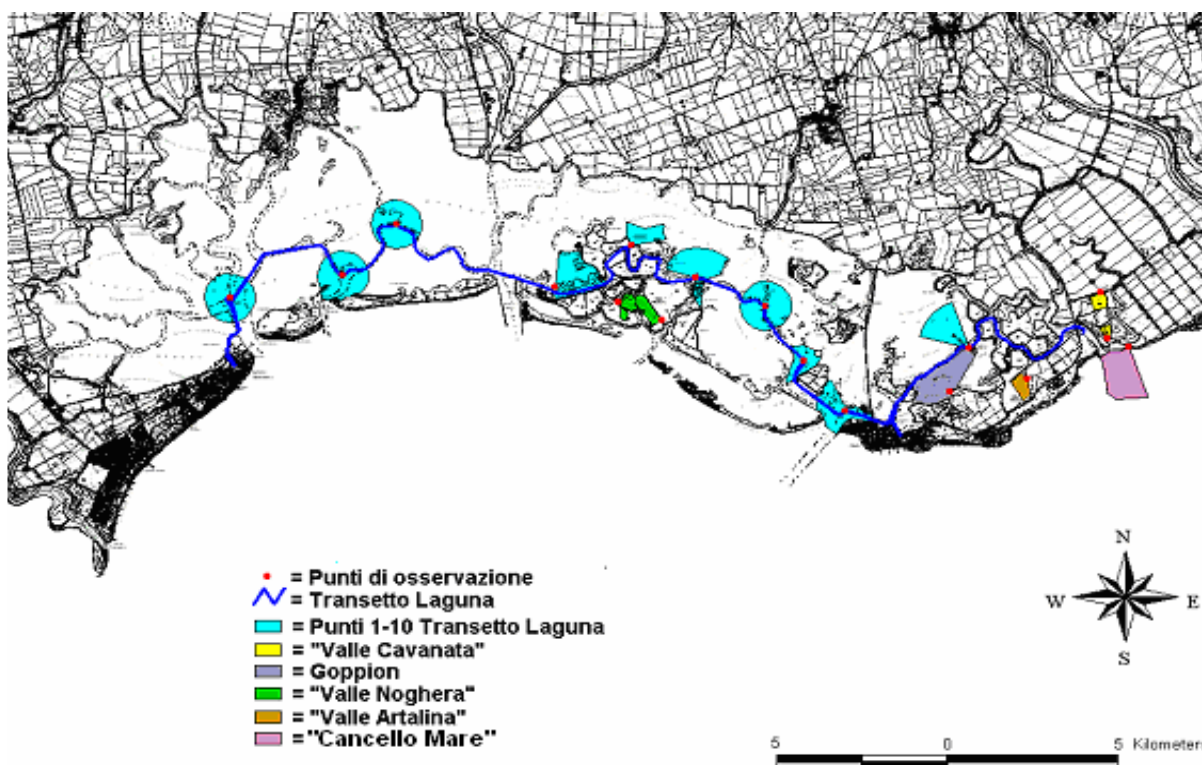 N
W E
S
= Punti di osservazione
= Transetto Laguna
= Punti 1-10 Transetto Laguna
= "Valle Cavanata"
= Goppion
= "Valle Noghera"
= "Valle Artalina"
="Cancello Mare"
5 0 5 Kilometers